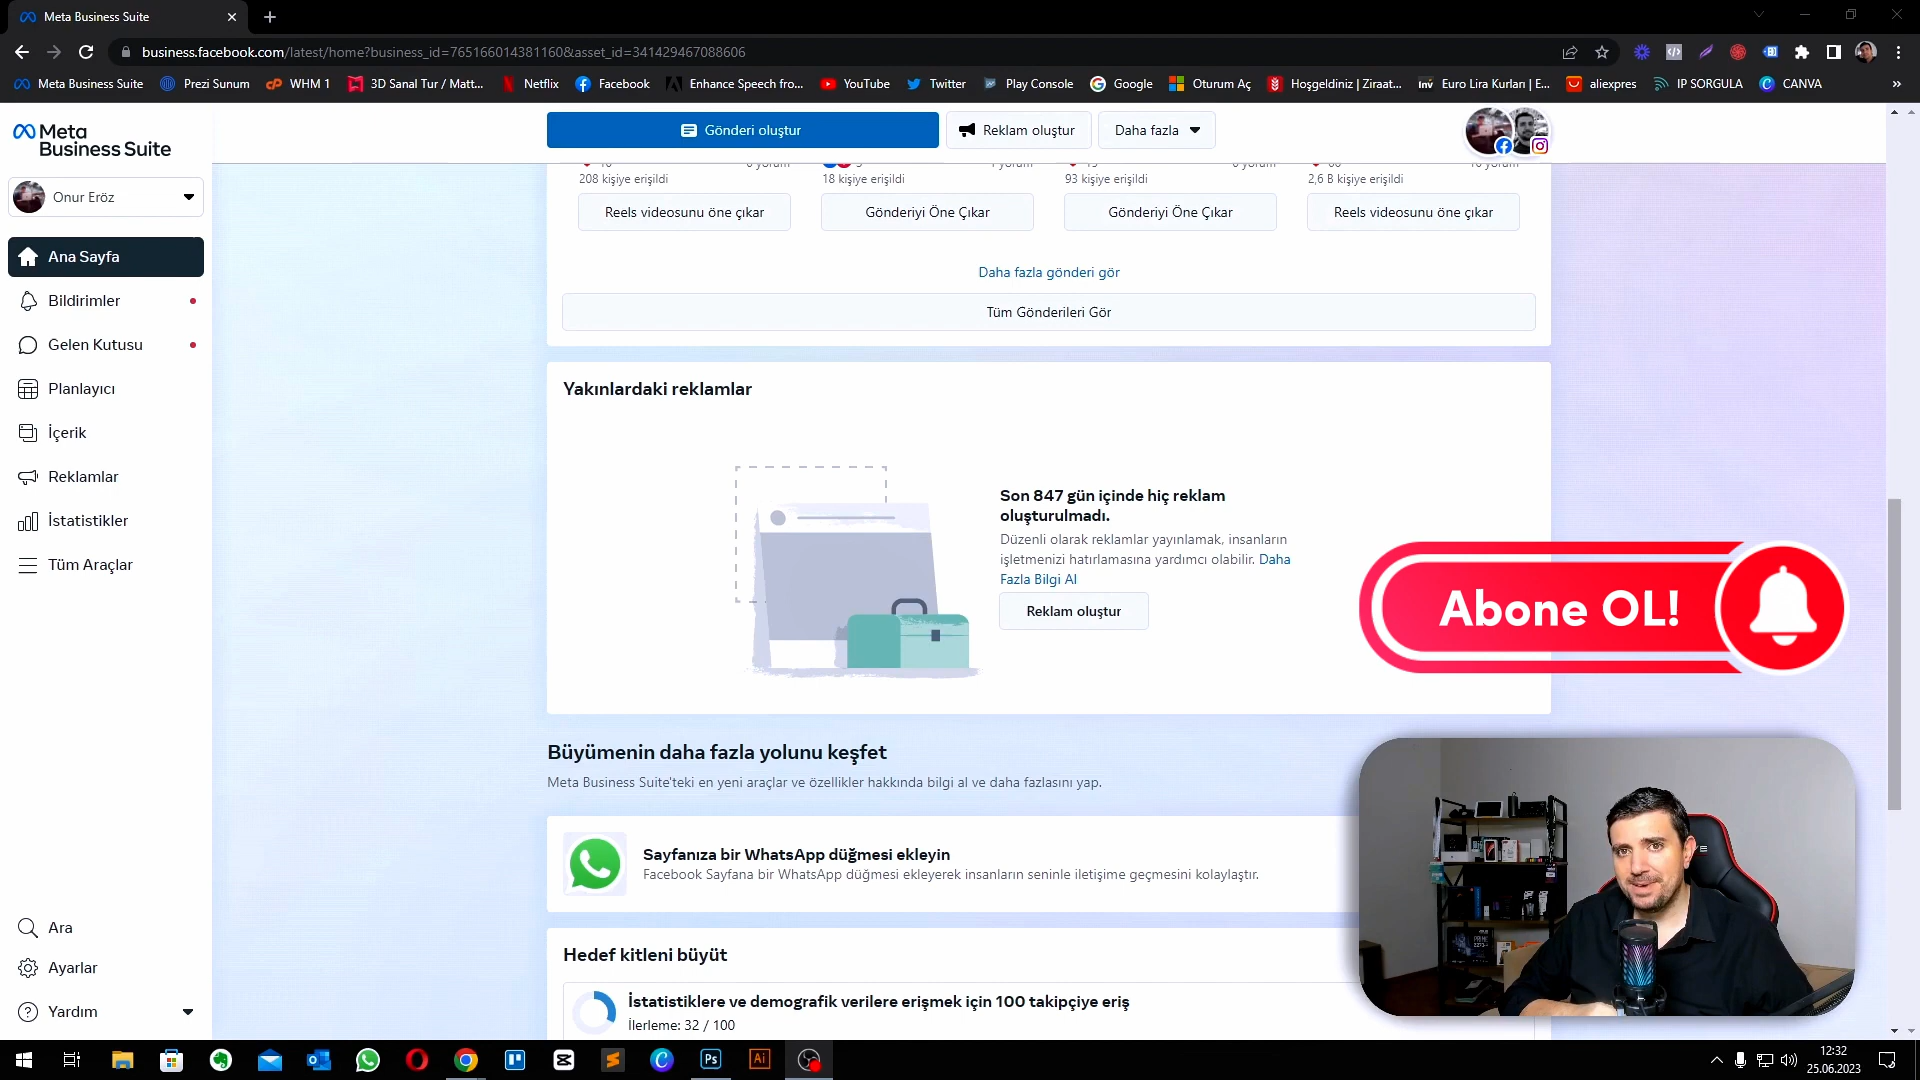 Meta Business Suite
business.facebook.com/latest/home?business_id=765166014381160&asset_id=341429467088606
Meta Business Suite
Prezi Sunum
WHM 1
3D Sanal Tur / Matt...
Netflix
Facebook
Enhance Speech fro...
YouTube
Twitter
Play Console
Google
Oturum Aç
Hoşgeldiniz | Ziraat...
Euro Lira Kurları | E...
aliexpres
IP SORGULA
CANVA
Meta
Business Suite
Onur Eröz
Ana Sayfa
Bildirimler
Gelen Kutusu
Planlayıcı
İçerik
Reklamlar
İstatistikler
Tüm Araçlar
Ara
Ayarlar
Yardım
Gönderi oluştur
Reklam oluştur
Daha fazla
208 kişiye erişildi
18 kişiye erişildi
93 kişiye erişildi
2,6 B kişiye erişildi
Reels videosunu öne çıkar
Gönderiyi Öne Çıkar
Gönderiyi Öne Çıkar
Reels videosunu öne çıkar
Daha fazla gönderi gör
Tüm Gönderileri Gör
Yakınlardaki reklamlar
Son 847 gün içinde hiç reklam
oluşturulmadı.
Düzenli olarak reklamlar yayınlamak, insanların
işletmenizi hatırlamasına yardımcı olabilir. Daha
Fazla Bilgi Al
Reklam oluştur
Abone OL!
Büyümenin daha fazla yolunu keşfet
Meta Business Suite'teki en yeni araçlar ve özellikler hakkında bilgi al ve daha fazlasını yap.
Sayfanıza bir WhatsApp düğmesi ekleyin
Facebook Sayfana bir WhatsApp düğmesi ekleyerek insanların seninle iletişime geçmesini kolaylaştır.
Hedef kitleni büyüt
İstatistiklere ve demografik verilere erişmek için 100 takipçiye eriş
İlerleme: 32 / 100
12:32
25.06.2023